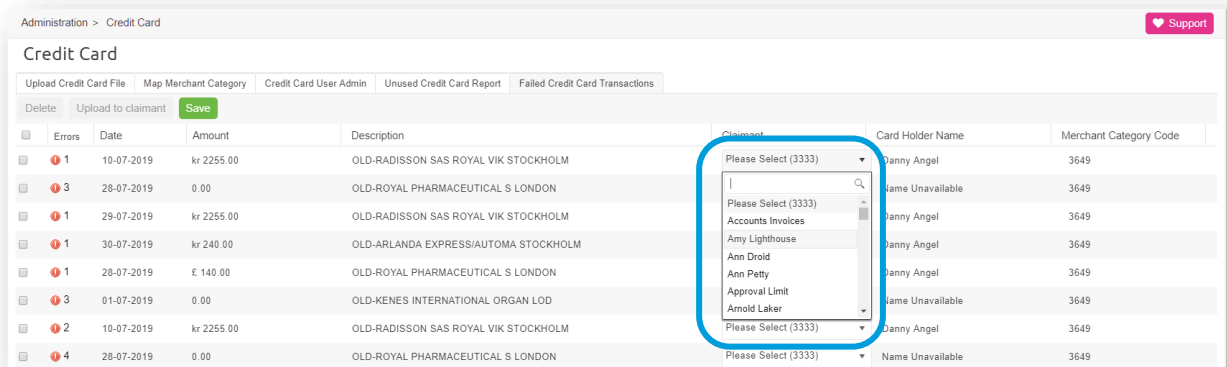 Administration > Credit Card
Support
Credit Card
Upload Credit Card File Map Merchant Category Credit Card User Admin Unused Credit Card Report Failed Credit Card Transactions
Delete Upload to claimant Save
Errors Date Amount Description Claimant Card Holder Name Merchant Category Code
1 10-07-2019 kr 2255.00 OLD-RADISSON SAS ROYAL VIK STOCKHOLM Please Select (3333) Danny Angel 3649
3 28-07-2019 0.00 OLD-ROYAL PHARMACEUTICAL S LONDON Name Unavailable 3649
Please Select (3333)
1 29-07-2019 kr 2255.00 OLD-RADISSON SAS ROYAL VIK STOCKHOLM Accounts Invoices Danny Angel 3649
Amy Lighthouse
1 30-07-2019 kr 240.00 OLD-ARLANDA EXPRESS/AUTOMA STOCKHOLM Danny Angel 3649
Ann Droid
1 28-07-2019 £ 140.00 OLD-ROYAL PHARMACEUTICAL S LONDON Ann Petty Danny Angel 3649
Approval Limit
3 01-07-2019 0.00 OLD-KENES INTERNATIONAL ORGAN LOD Name Unavailable 3649
Arnold Laker
2 10-07-2019 kr 2255.00 OLD-RADISSON SAS ROYAL VIK STOCKHOLM Please Select (3333) Danny Angel 3649
4 28-07-2019 0.00 OLD-ROYAL PHARMACEUTICAL S LONDON Please Select (3333) Name Unavailable 3649